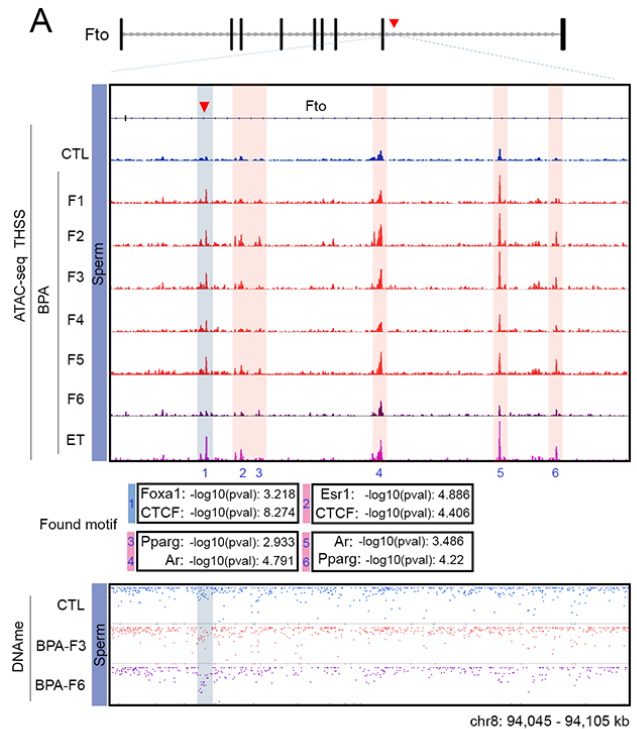 A
Fto
Fto
CTL
F1
F2
F3
F4
F5
F6
ET
ATAC-seq THSS
BPA
Sperm
1 2 3 4 5 6
Found motif
1 Foxa1: -log10(pval): 3.218
CTCF: -log10(pval): 8.274
2 Esr1: -log10(pval): 4.886
CTCF: -log10(pval): 4.406
3 Pparg: -log10(pval): 2.933
4 Ar: -log10(pval): 4.791
5 Ar: -log10(pval): 3.486
6 Pparg: -log10(pval): 4.22
DNAme
CTL
BPA-F3
BPA-F6
Sperm
chr8: 94,045 - 94,105 kb